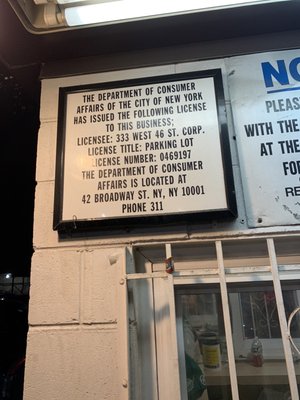 THE DEPARTMENT OF CONSUMER
AFFAIRS OF THE CITY OF NEW YORK
HAS ISSUED THE FOLLOWING LICENSE
TO THIS BUSINESS;
LICENSEE: 333 WEST 46 ST. CORP.
LICENSE TITLE: PARKING LOT
LICENSE NUMBER: 0469197
THE DEPARTMENT OF CONSUMER
AFFAIRS IS LOCATED AT
42 BROADWAY ST. NY, NY 10001
PHONE 311
NO
PLEAS
WITH THE
AT THE
FO
RE